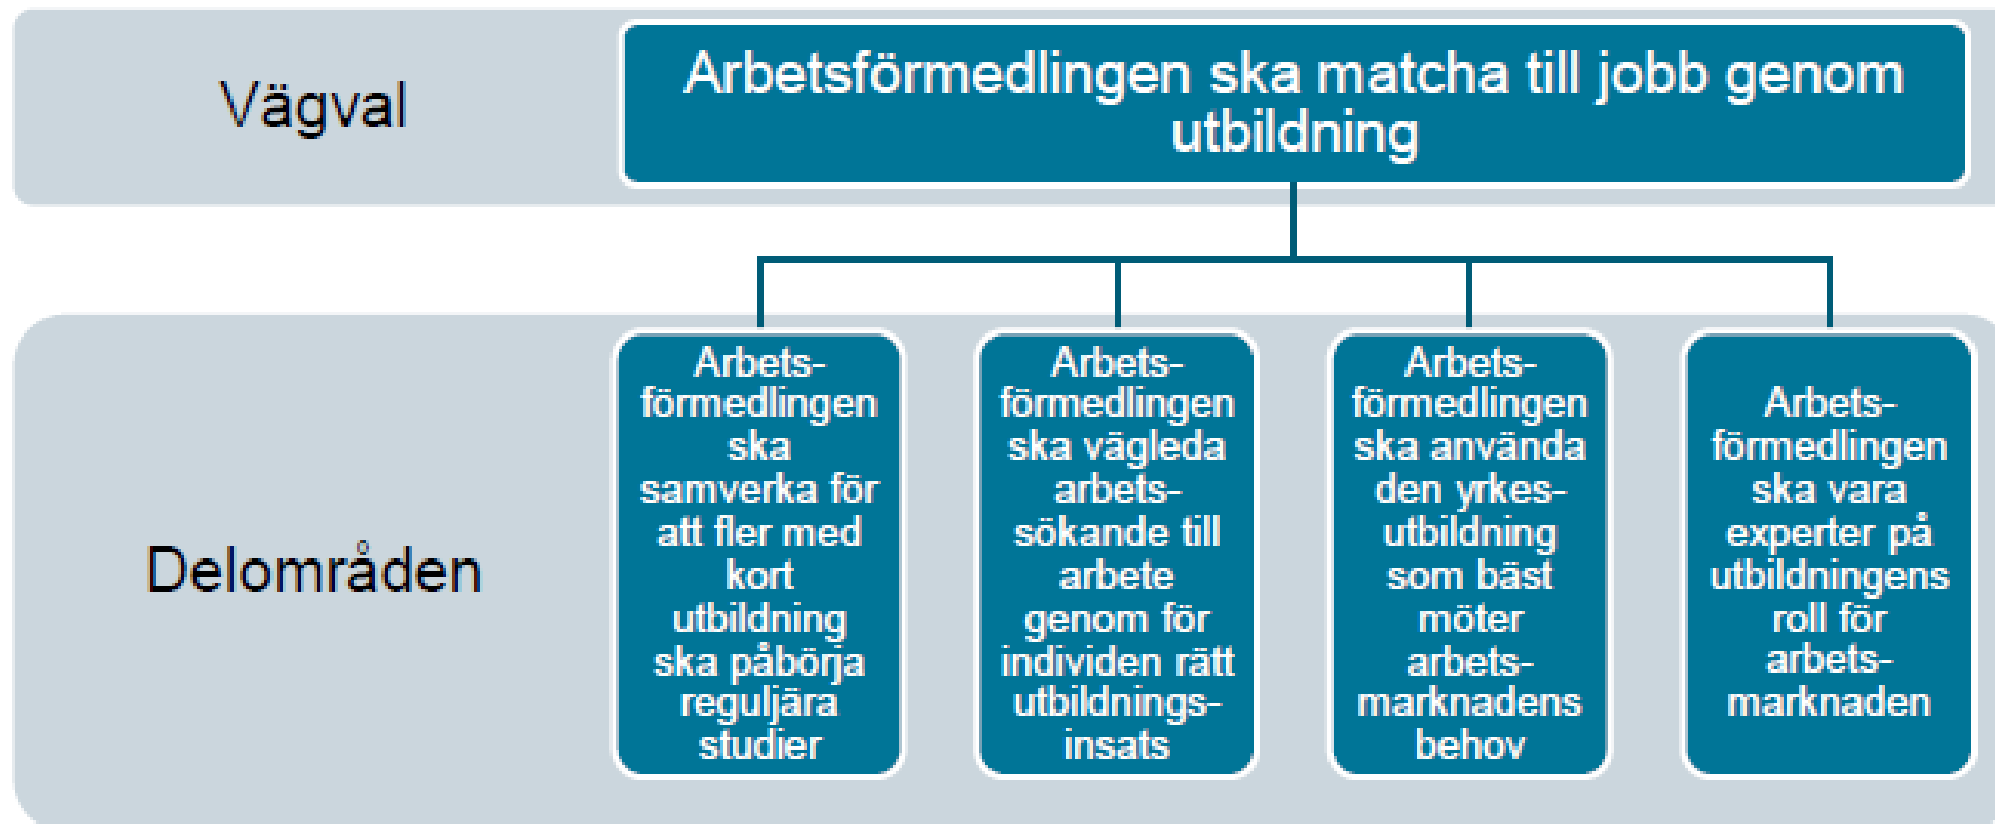 Vägval
Arbetsförmedlingen ska matcha till jobb genom
utbildning
Delområden
Arbets-
förmedlingen
ska
samverka för
att fler med
kort
utbildning
ska påbörja
reguljära
studier
Arbets-
förmedlingen
ska vägleda
arbets-
sökande till
arbete
genom för
individen rätt
utbildnings-
insats
Arbets-
förmedlingen
ska använda
den yrkes-
utbildning
som bäst
möter
arbets-
marknadens
behov
Arbets-
förmedlingen
ska vara
experter på
utbildningens
roll för
arbets-
marknaden